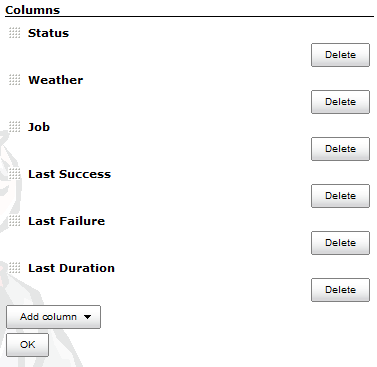 Columns
Status
Delete
Weather
Delete
Job
Delete
Last Success
Delete
Last Failure
Delete
Last Duration
Delete
Add column
OK